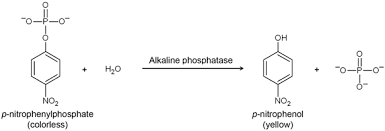 O
⁻O P O⁻
O
NO₂
p-nitrophenylphosphate
(colorless)
+
H₂O
Alkaline phosphatase
OH
NO₂
p-nitrophenol
(yellow)
+
O
⁻O P O⁻
O⁻